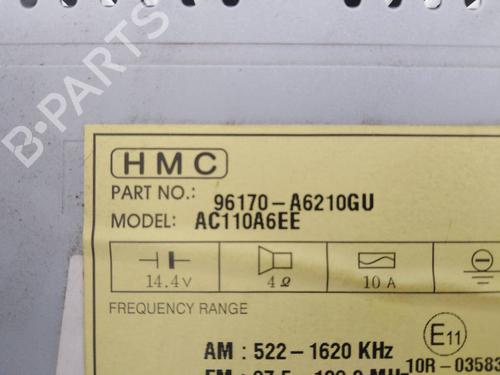 B-PARTS
HMC
PART NO.: 96170-A6210GU
MODEL: AC110A6EE
14.4V 4Ω 10A
FREQUENCY RANGE
AM : 522-1620 KHz
E11
10R-03583